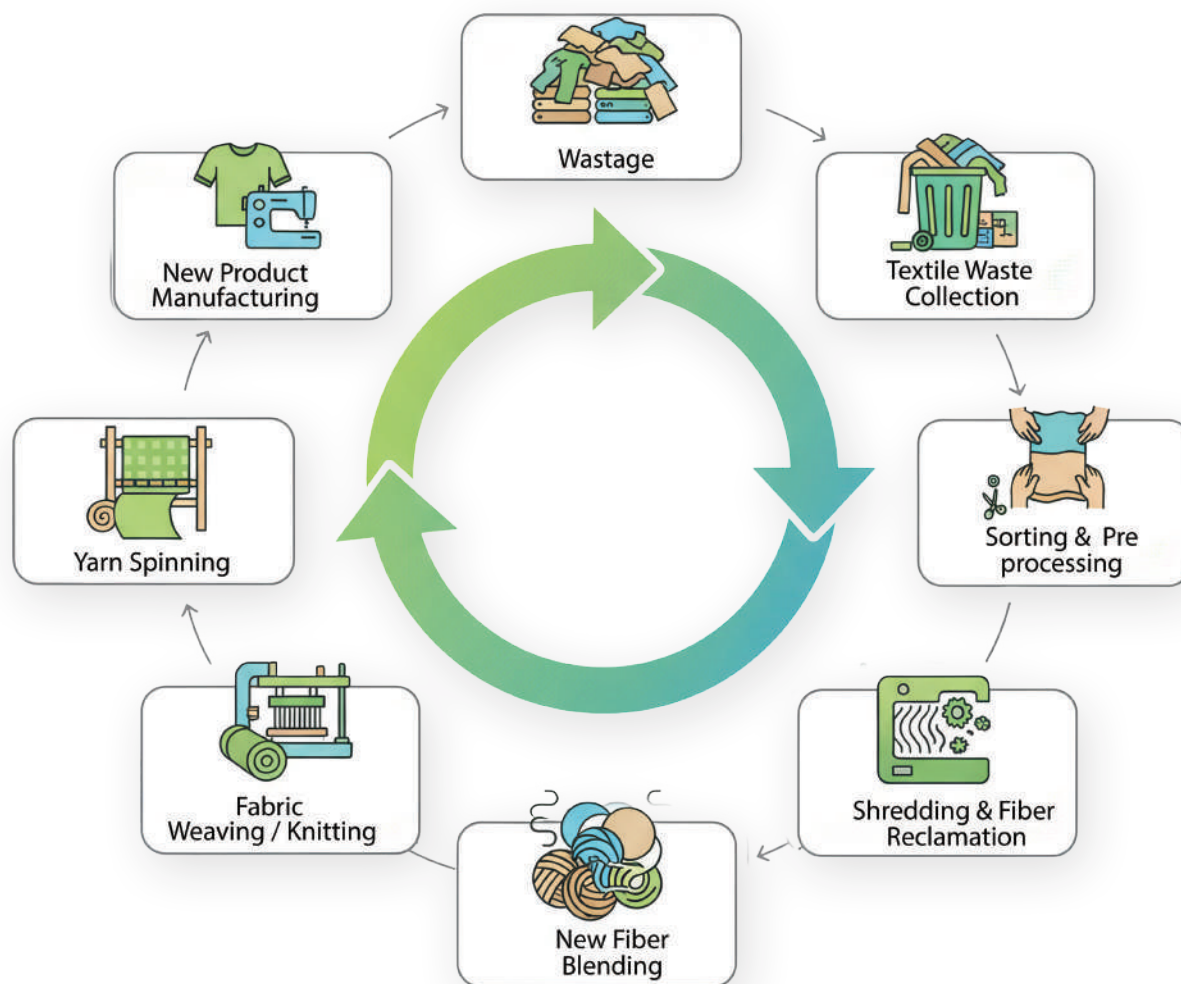 Wastage
Textile Waste
Collection
Sorting & Pre
processing
Shredding & Fiber
Reclamation
New Fiber
Blending
Fabric
Weaving / Knitting
Yarn Spinning
New Product
Manufacturing